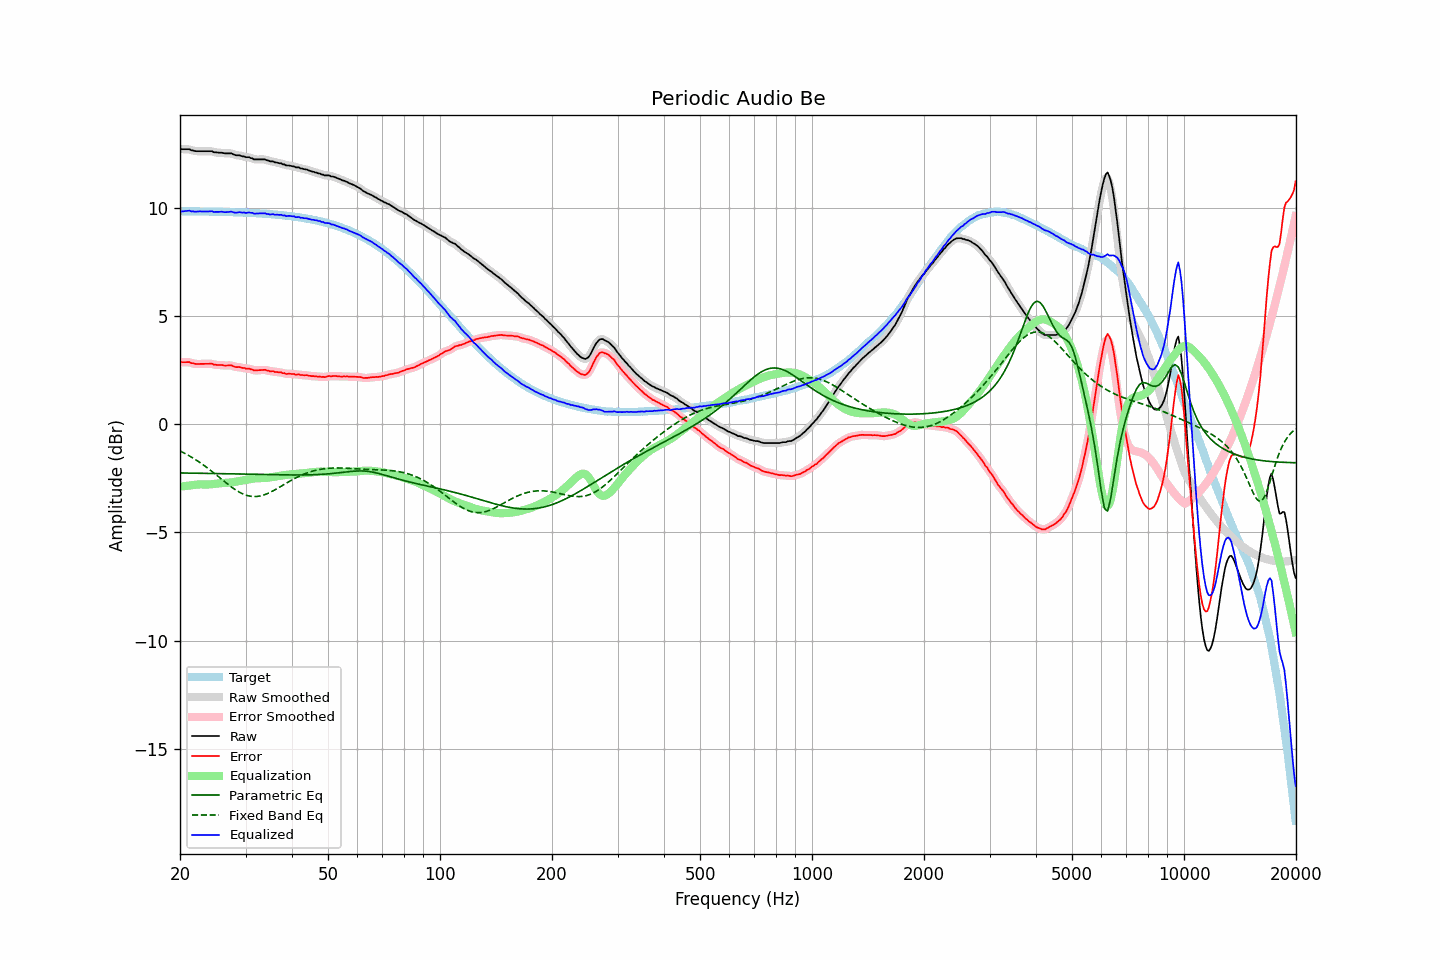 Periodic Audio Be
Amplitude (dBr)
10
5
0
−5
−10
−15
Target
Raw Smoothed
Error Smoothed
Raw
Error
Equalization
Parametric Eq
Fixed Band Eq
Equalized
20 50 100 200 500 1000 2000 5000 10000 20000
Frequency (Hz)